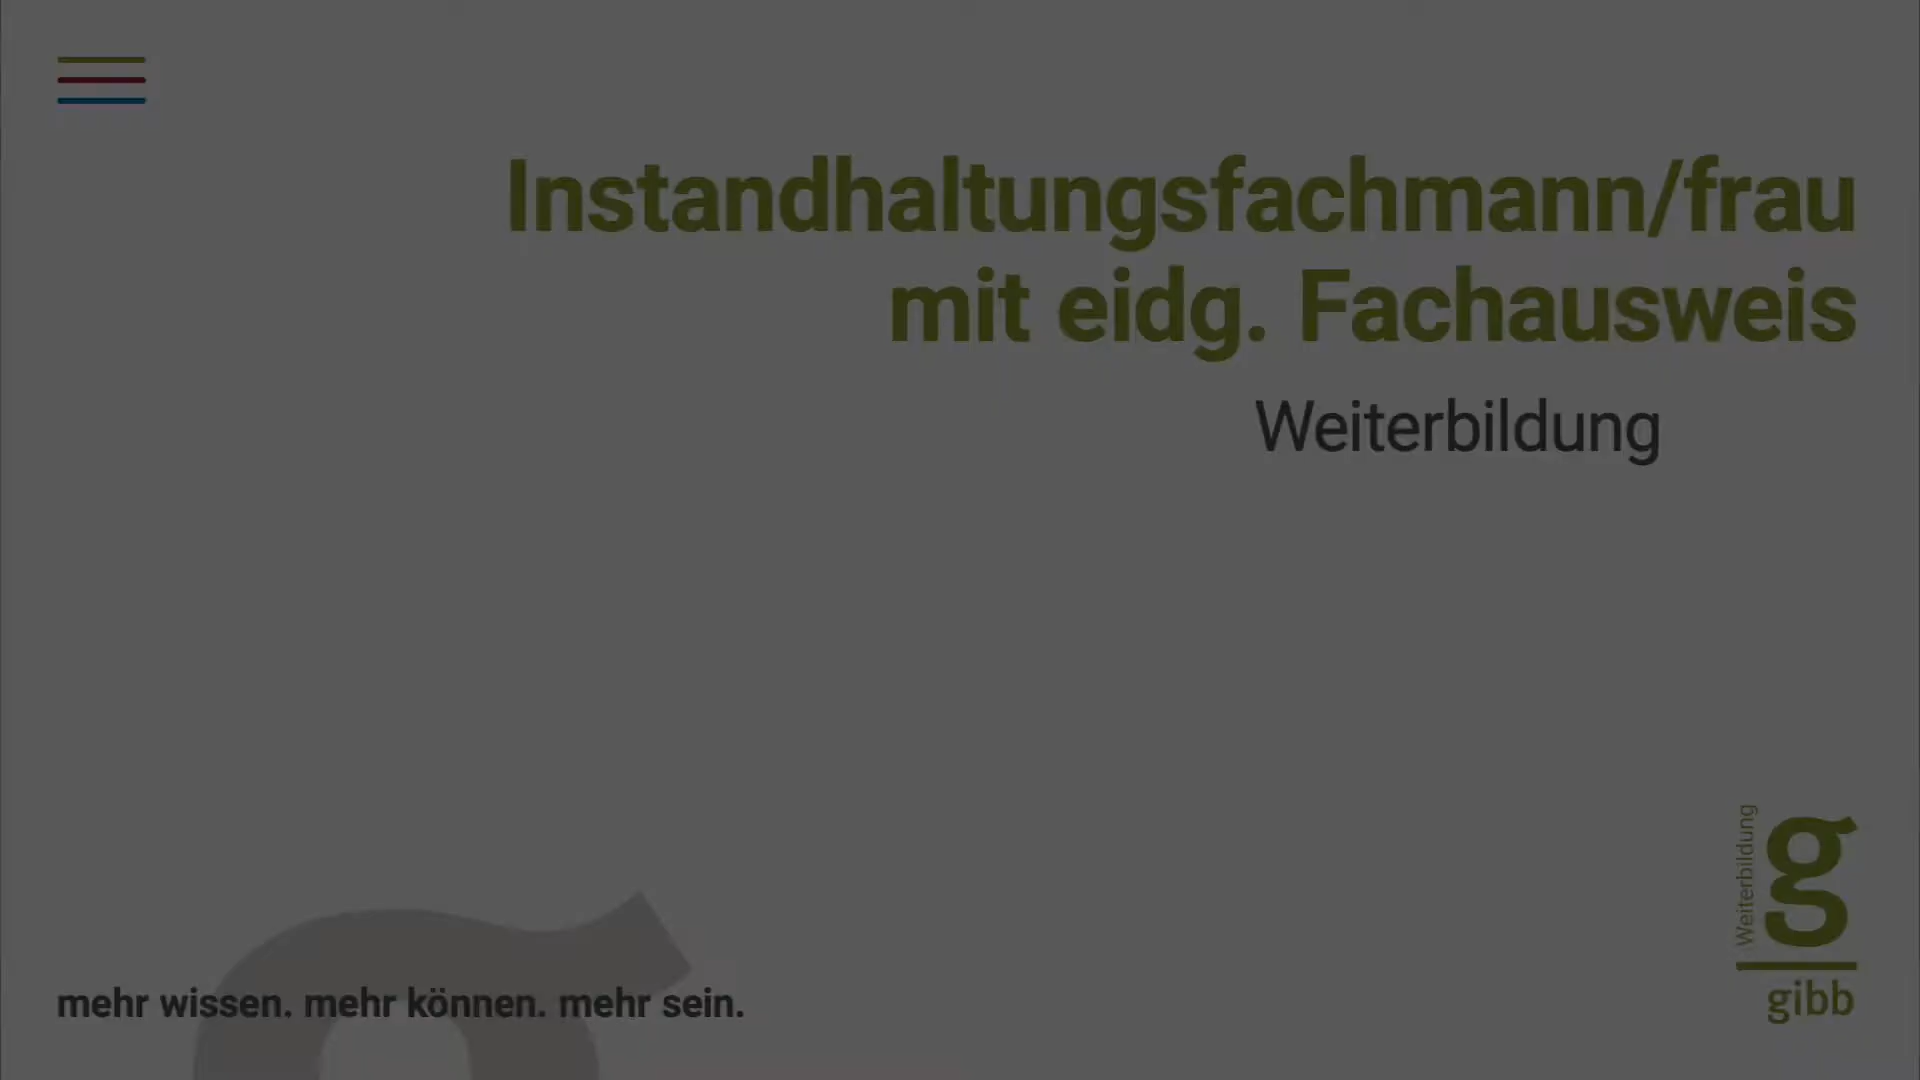 Instandhaltungsfachmann/frau
mit eidg. Fachausweis
Weiterbildung
Weiterbildung
g
gibb
mehr wissen. mehr können. mehr sein.